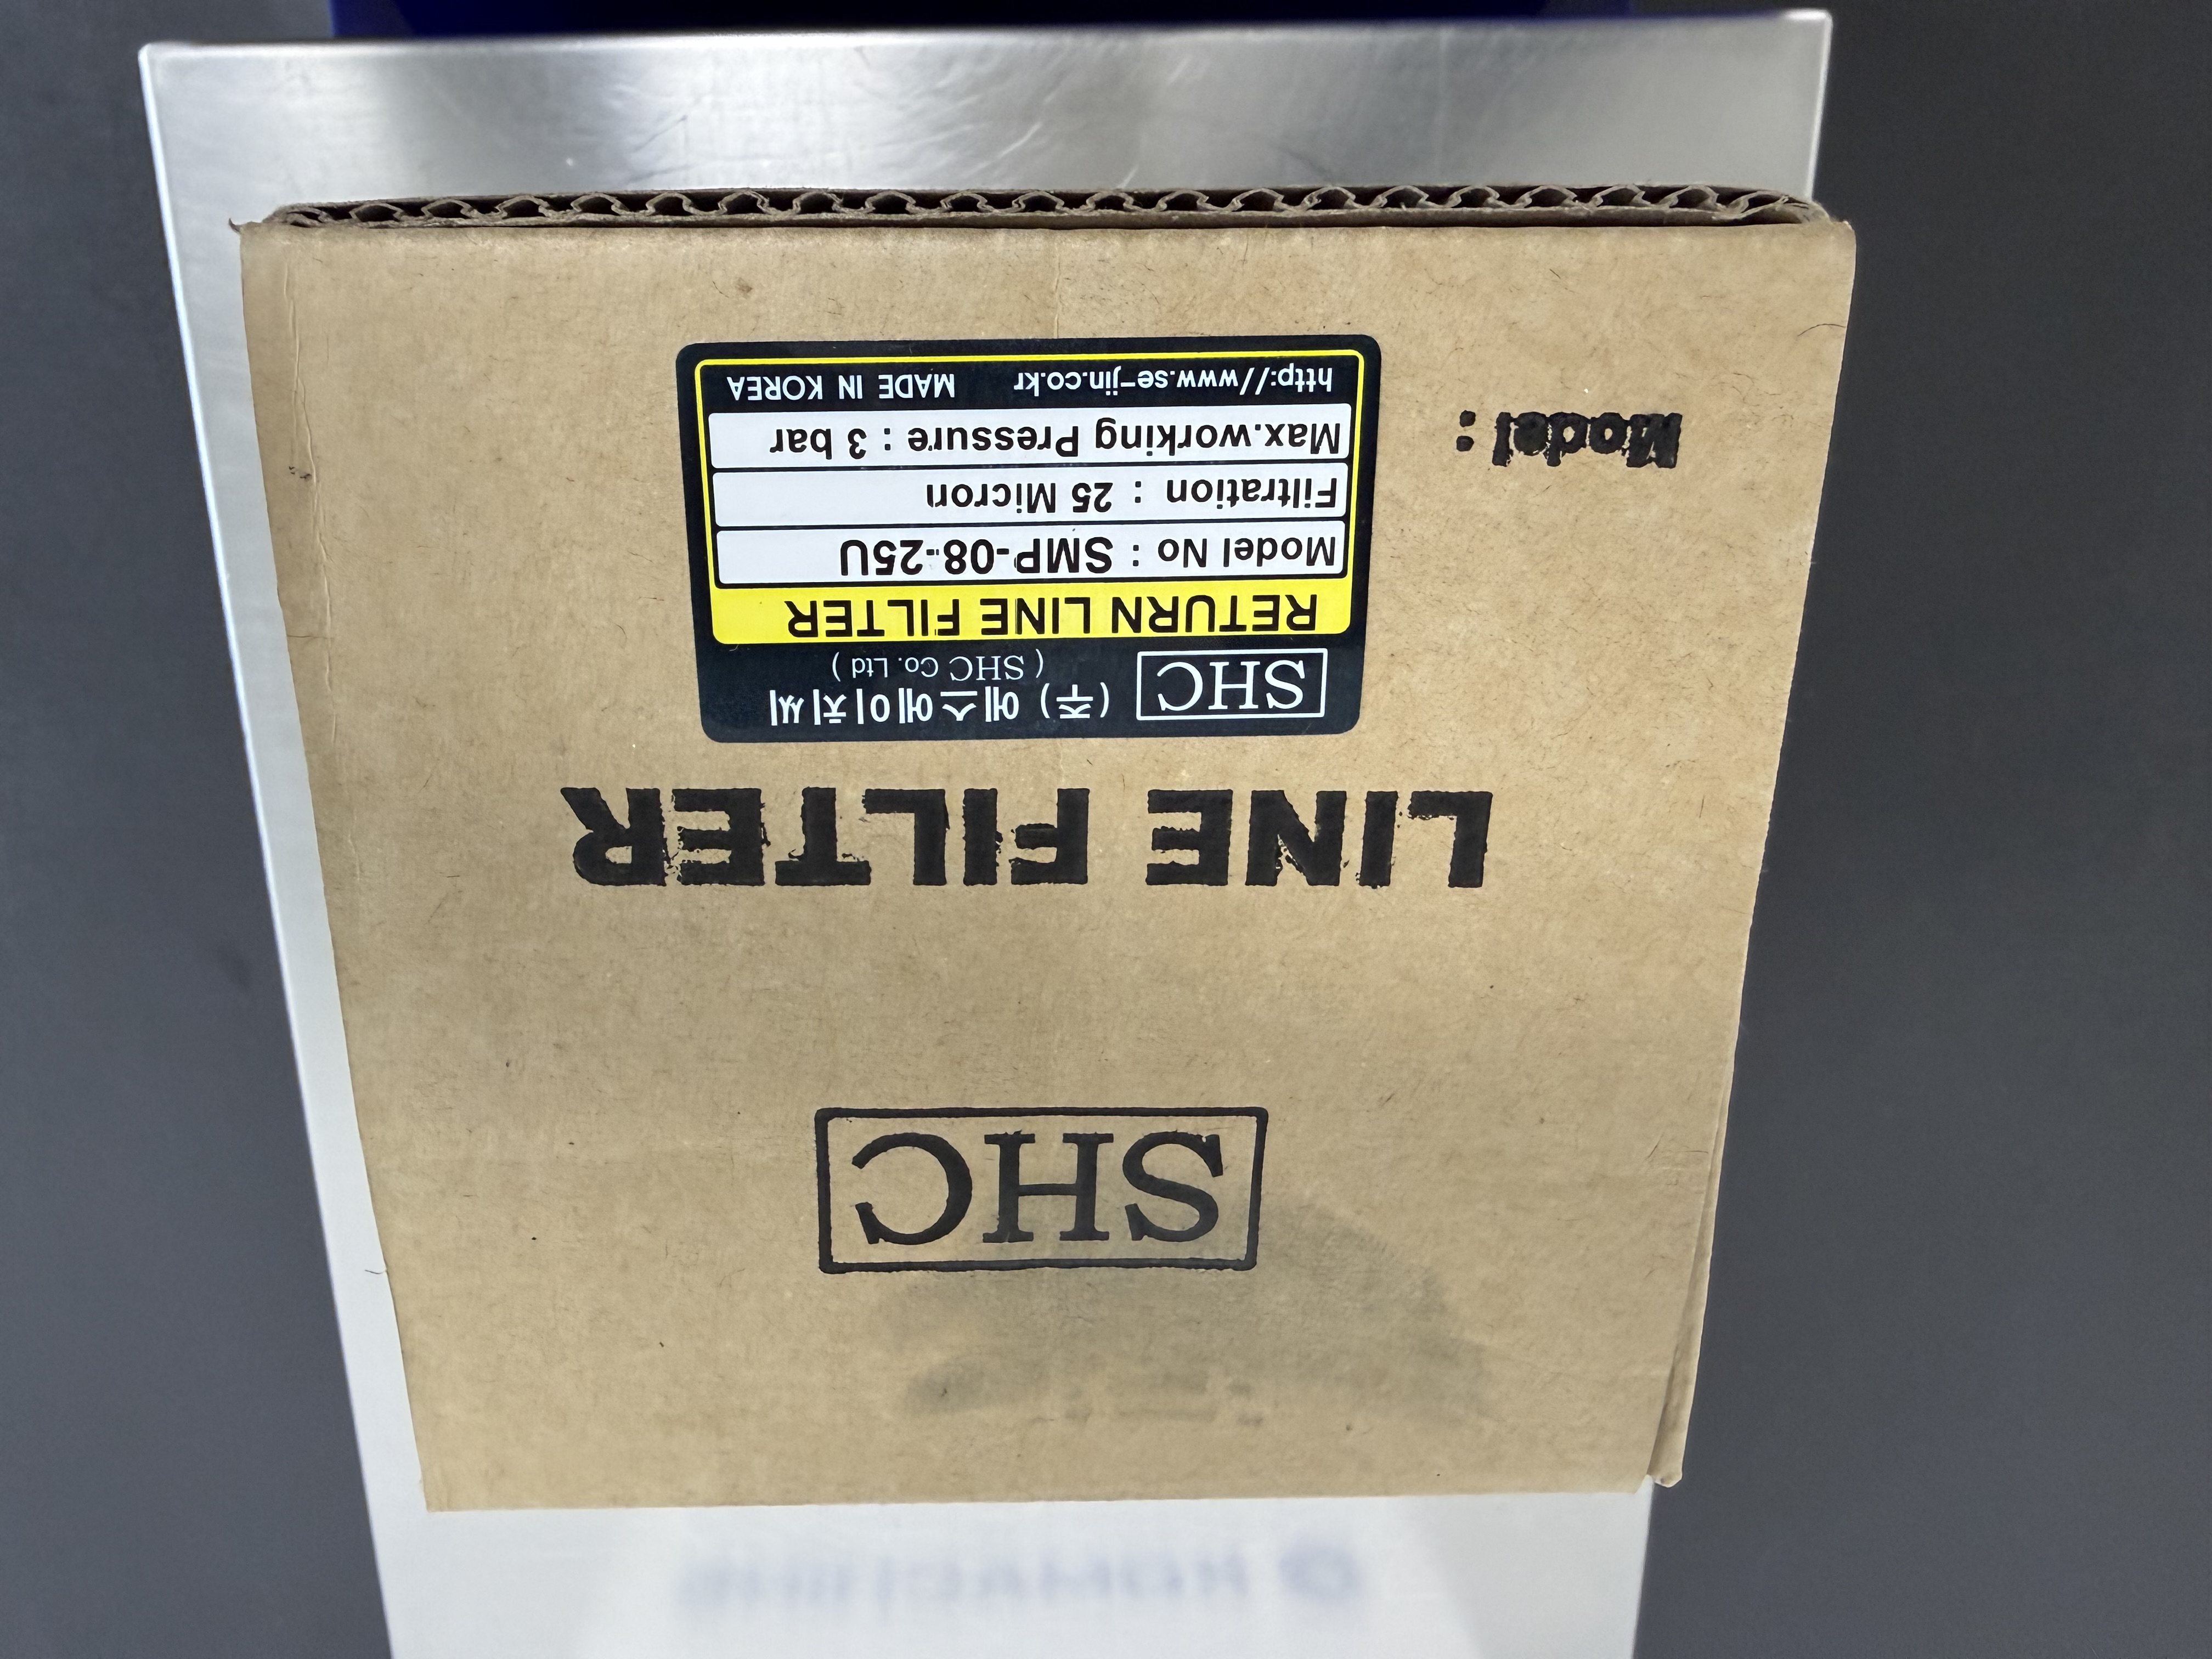 SHC
LINE FILTER
SHC (주) 에스에이치씨
( SHC Co. Ltd )
RETURN LINE FILTER
Model No : SMP-08-25U
Filtration : 25 Micron
Max.working Pressure : 3 bar
http://www.se-jin.co.kr MADE IN KOREA
Model :